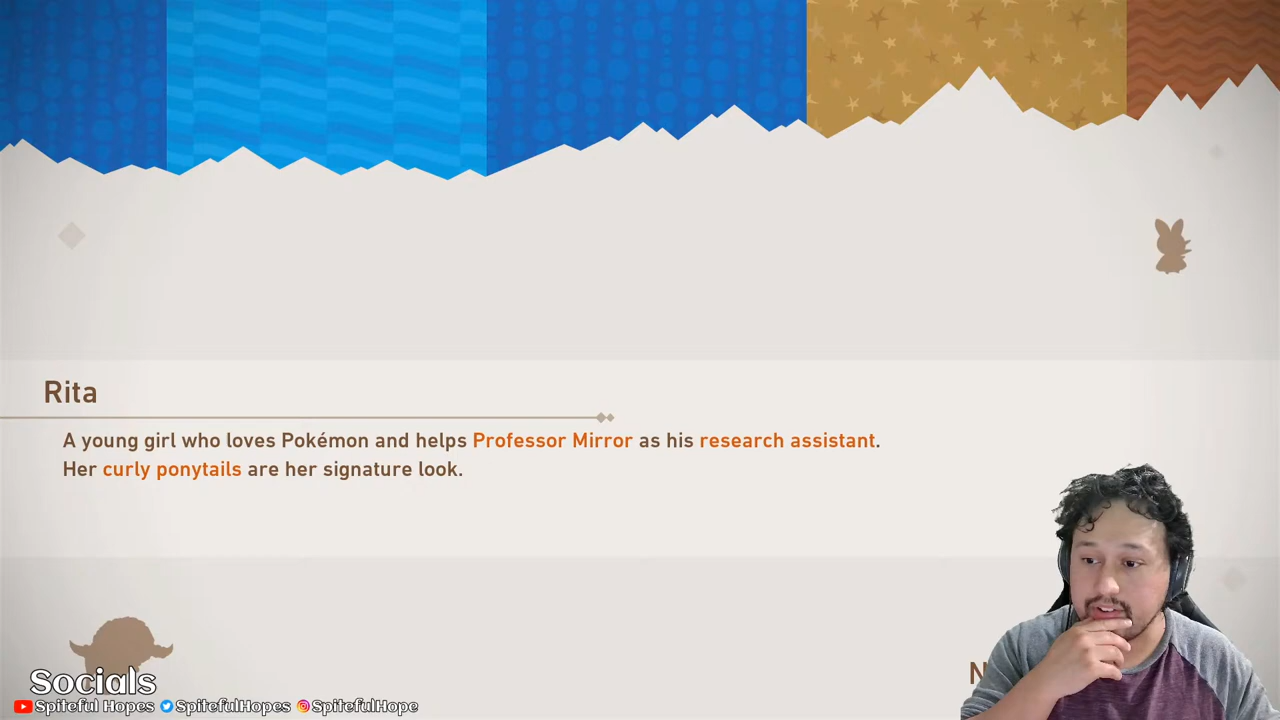 Rita
A young girl who loves Pokémon and helps Professor Mirror as his research assistant.
Her curly ponytails are her signature look.
N
Socials
Spiteful Hopes SpitefulHopes SpitefulHope